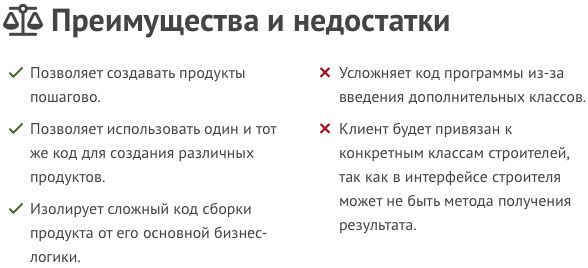 Преимущества и недостатки
Позволяет создавать продукты
пошагово.
Позволяет использовать один и тот
же код для создания различных
продуктов.
Изолирует сложный код сборки
продукта от его основной бизнес-
логики.
Усложняет код программы из-за
введения дополнительных классов.
Клиент будет привязан к
конкретным классам строителей,
так как в интерфейсе строителя
может не быть метода получения
результата.